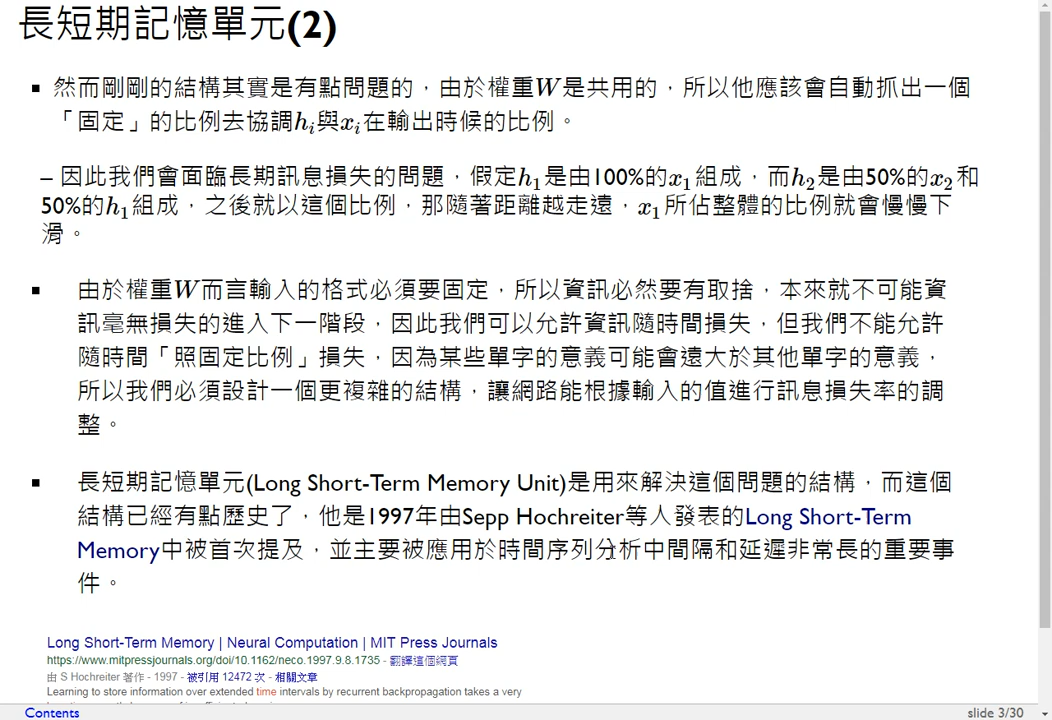 長短期記憶單元(2)
然而剛剛的結構其實是有點問題的，由於權重W是共用的，所以他應該會自動抓出一個
「固定」的比例去協調hi與xi在輸出時候的比例。
– 因此我們會面臨長期訊息損失的問題，假定h1是由100%的x1組成，而h2是由50%的x2和
50%的h1組成，之後就以這個比例，那隨著距離越走遠，x1所佔整體的比例就會慢慢下
滑。
由於權重W而言輸入的格式必須要固定，所以資訊必然要有取捨，本來就不可能資
訊毫無損失的進入下一階段，因此我們可以允許資訊隨時間損失，但我們不能允許
隨時間「照固定比例」損失，因為某些單字的意義可能會遠大於其他單字的意義，
所以我們必須設計一個更複雜的結構，讓網路能根據輸入的值進行訊息損失率的調
整。
長短期記憶單元(Long Short-Term Memory Unit)是用來解決這個問題的結構，而這個
結構已經有點歷史了，他是1997年由Sepp Hochreiter等人發表的Long Short-Term
Memory中被首次提及，並主要被應用於時間序列分析中間隔和延遲非常長的重要事
件。
Long Short-Term Memory | Neural Computation | MIT Press Journals
https://www.mitpressjournals.org/doi/10.1162/neco.1997.9.8.1735 - 翻譯這個網頁
由 S Hochreiter 著作 - 1997 - 被引用 12472 次 - 相關文章
Learning to store information over extended time intervals by recurrent backpropagation takes a very
Contents
slide 3/30